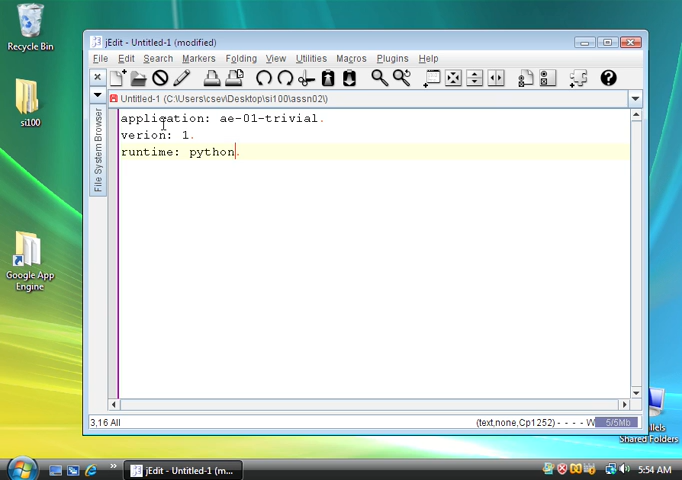 Recycle Bin
si100
Google App
Engine
jEdit - Untitled-1 (modified)
File Edit Search Markers Folding View Utilities Macros Plugins Help
Untitled-1 (C:\Users\csev\Desktop\si100\assn02\)
File System Browser
application: ae-01-trivial.
verion: 1.
runtime: python.
3,16 All
(text,none,Cp1252) - - - - W 5/5Mb
Shared Folders
jEdit - Untitled-1 (m...
5:54 AM